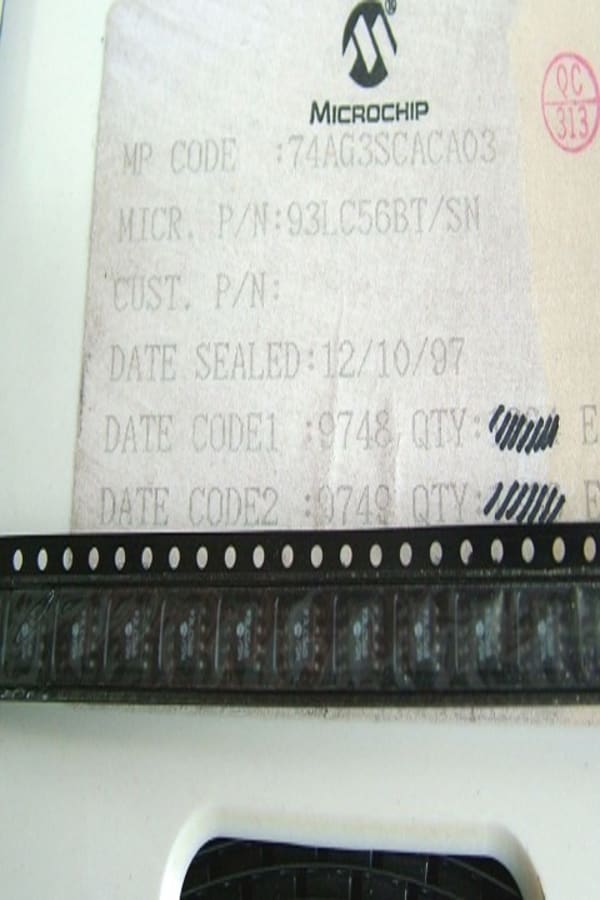 MICROCHIP
QC
313
MP CODE :74AG3SCACA03
MICR. P/N:93LC56BT/SN
CUST. P/N:
DATE SEALED:12/10/97
DATE CODE1 :9748 QTY: E
DATE CODE2 :9749 QTY: E